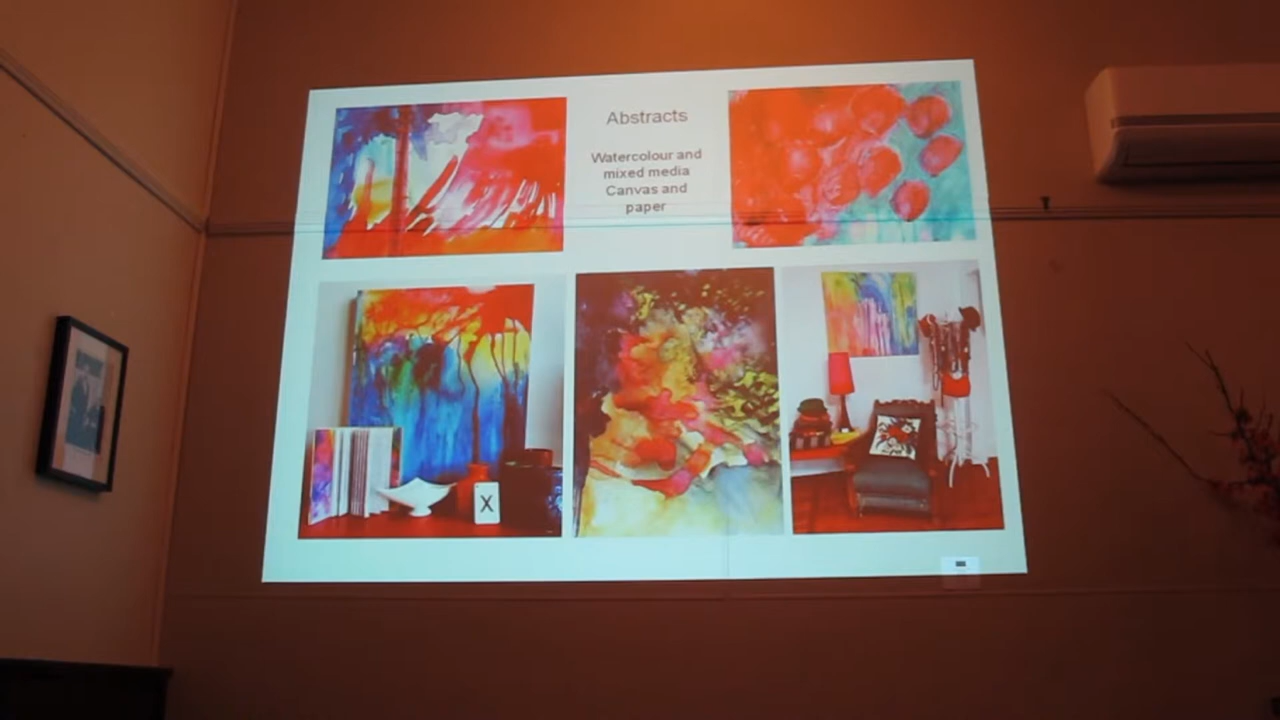 Abstracts
Watercolour and
mixed media
Canvas and
paper
X